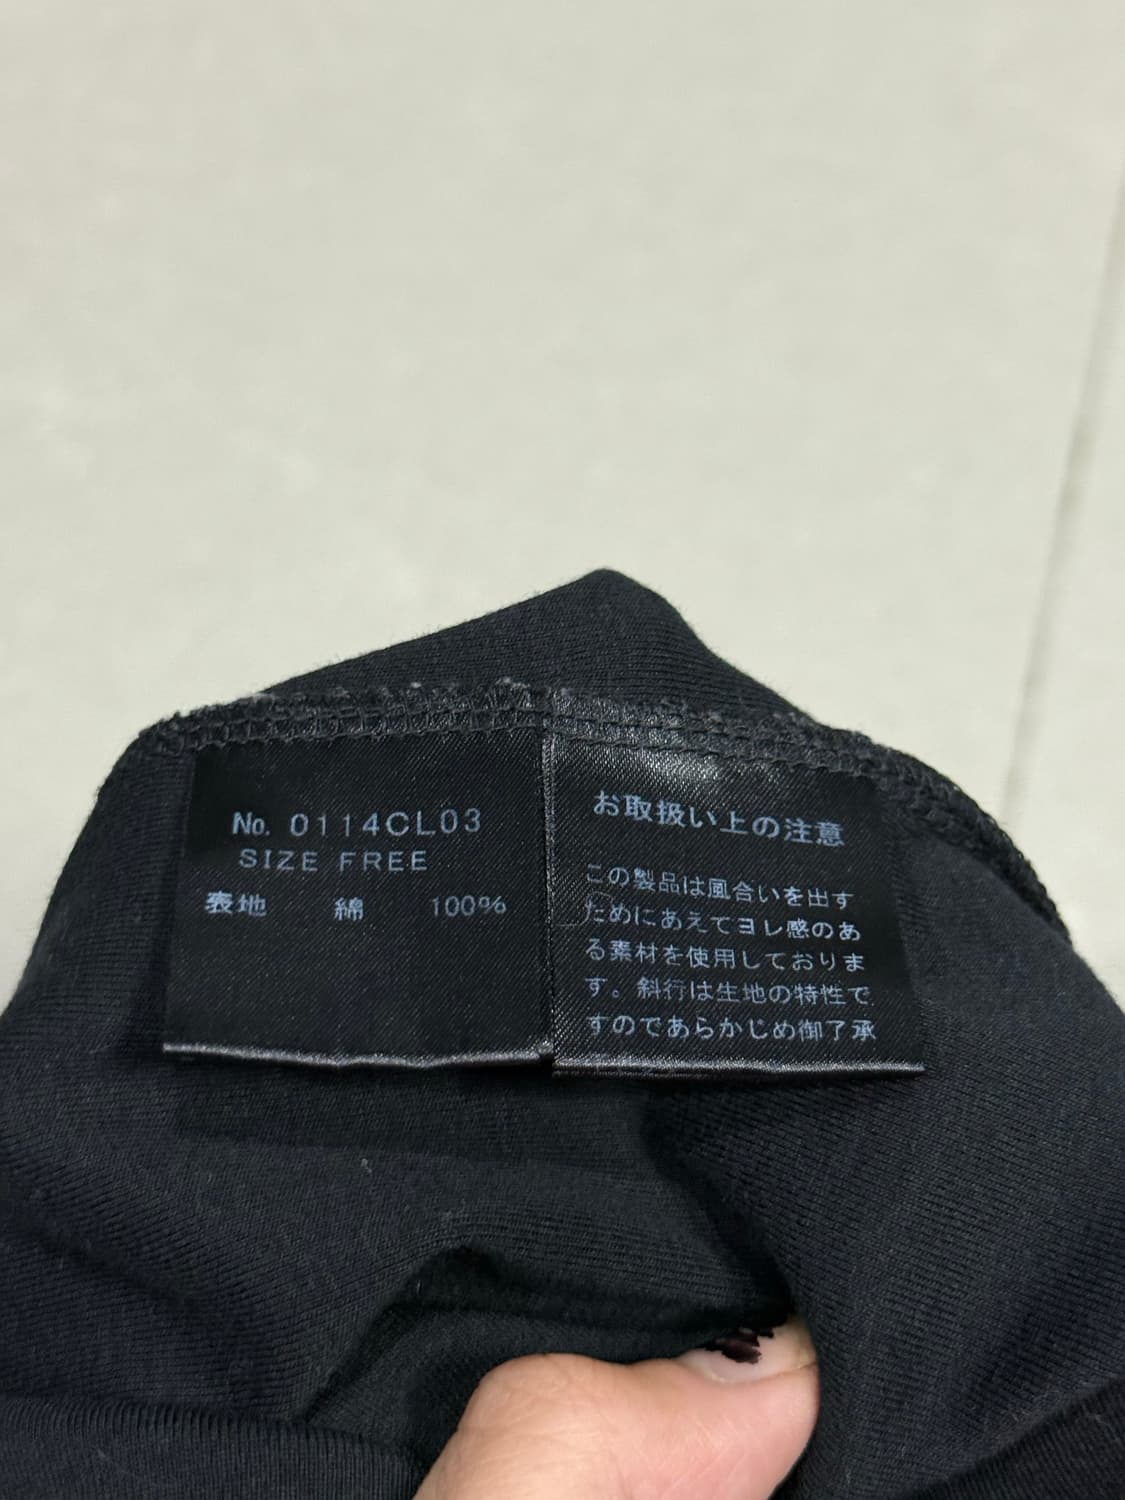 No. 0114CL03
SIZE FREE
表地 綿 100%
お取扱い上の注意
この製品は風合いを出す
ためにあえてヨレ感のあ
る素材を使用しておりま
す。斜行は生地の特性で
すのであらかじめ御了承